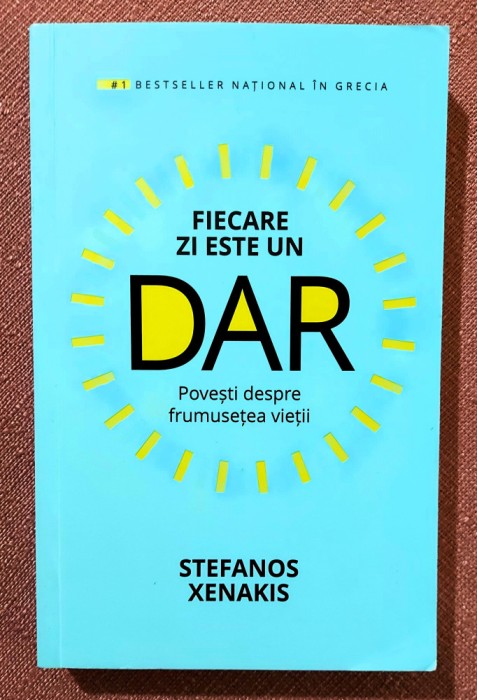 #1 BESTSELLER NAȚIONAL ÎN GRECIA
FIECARE
ZI ESTE UN
DAR
Povești despre
frumusețea vieții
STEFANOS
XENAKIS